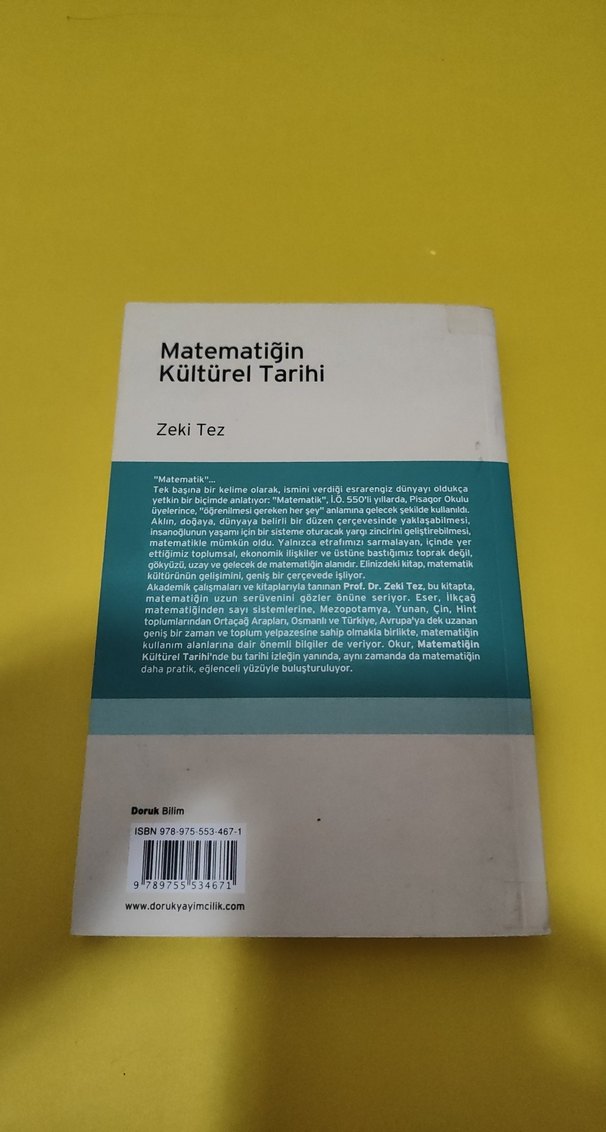 Matematiğin
Kültürel Tarihi
Zeki Tez
"Matematik"...
Tek başına bir kelime olarak, ismini verdiği esrarengiz dünyayı oldukça
yetkin bir biçimde anlatıyor: "Matematik", İ.Ö. 550'li yıllarda, Pisagor Okulu
üyelerince, "öğrenilmesi gereken her şey" anlamına gelecek şekilde kullanıldı.
Aklın, doğaya, dünyaya belirli bir düzen çerçevesinde yaklaşabilmesi,
insanoğlunun yaşamı için bir sisteme oturacak yargı zincirini geliştirebilmesi,
matematikle mümkün oldu. Yalnızca etrafımızı sarmalayan, içinde yer
ettiğimiz toplumsal, ekonomik ilişkiler ve üstüne bastığımız toprak değil,
gökyüzü, uzay ve gelecek de matematiğin alanıdır. Elinizdeki kitap, matematik
kültürünün gelişimini, geniş bir çerçevede işliyor.
Akademik çalışmaları ve kitaplarıyla tanınan Prof. Dr. Zeki Tez, bu kitapta,
matematiğin uzun serüvenini gözler önüne seriyor. Eser, İlkçağ
matematiğinden sayı sistemlerine, Mezopotamya, Yunan, Çin, Hint
toplumlarından Ortaçağ Arapları, Osmanlı ve Türkiye, Avrupa'ya dek uzanan
geniş bir zaman ve toplum yelpazesine sahip olmakla birlikte, matematiğin
kullanım alanlarına dair önemli bilgiler de veriyor. Okur, Matematiğin
Kültürel Tarihi'nde bu tarihi izleğin yanında, aynı zamanda da matematiğin
daha pratik, eğlenceli yüzüyle buluşturuluyor.
Doruk Bilim
ISBN 978-975-553-467-1
9 789755 534671
www.dorukyayimcilik.com